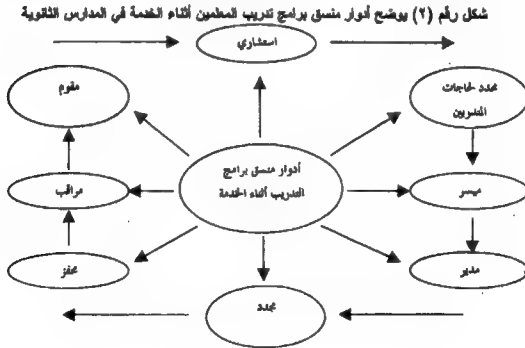 شكل رقم (٢) يوضح أدوار منسق برامج تدريب المعلمين أثناء الخدمة في المدارس الثانوية
استشاري
محدد لحاجات
المتدربين
مقوم
أدوار منسق برامج
التدريب أثناء الخدمة
ميسر
مراقب
مدير
محفز
مجدد